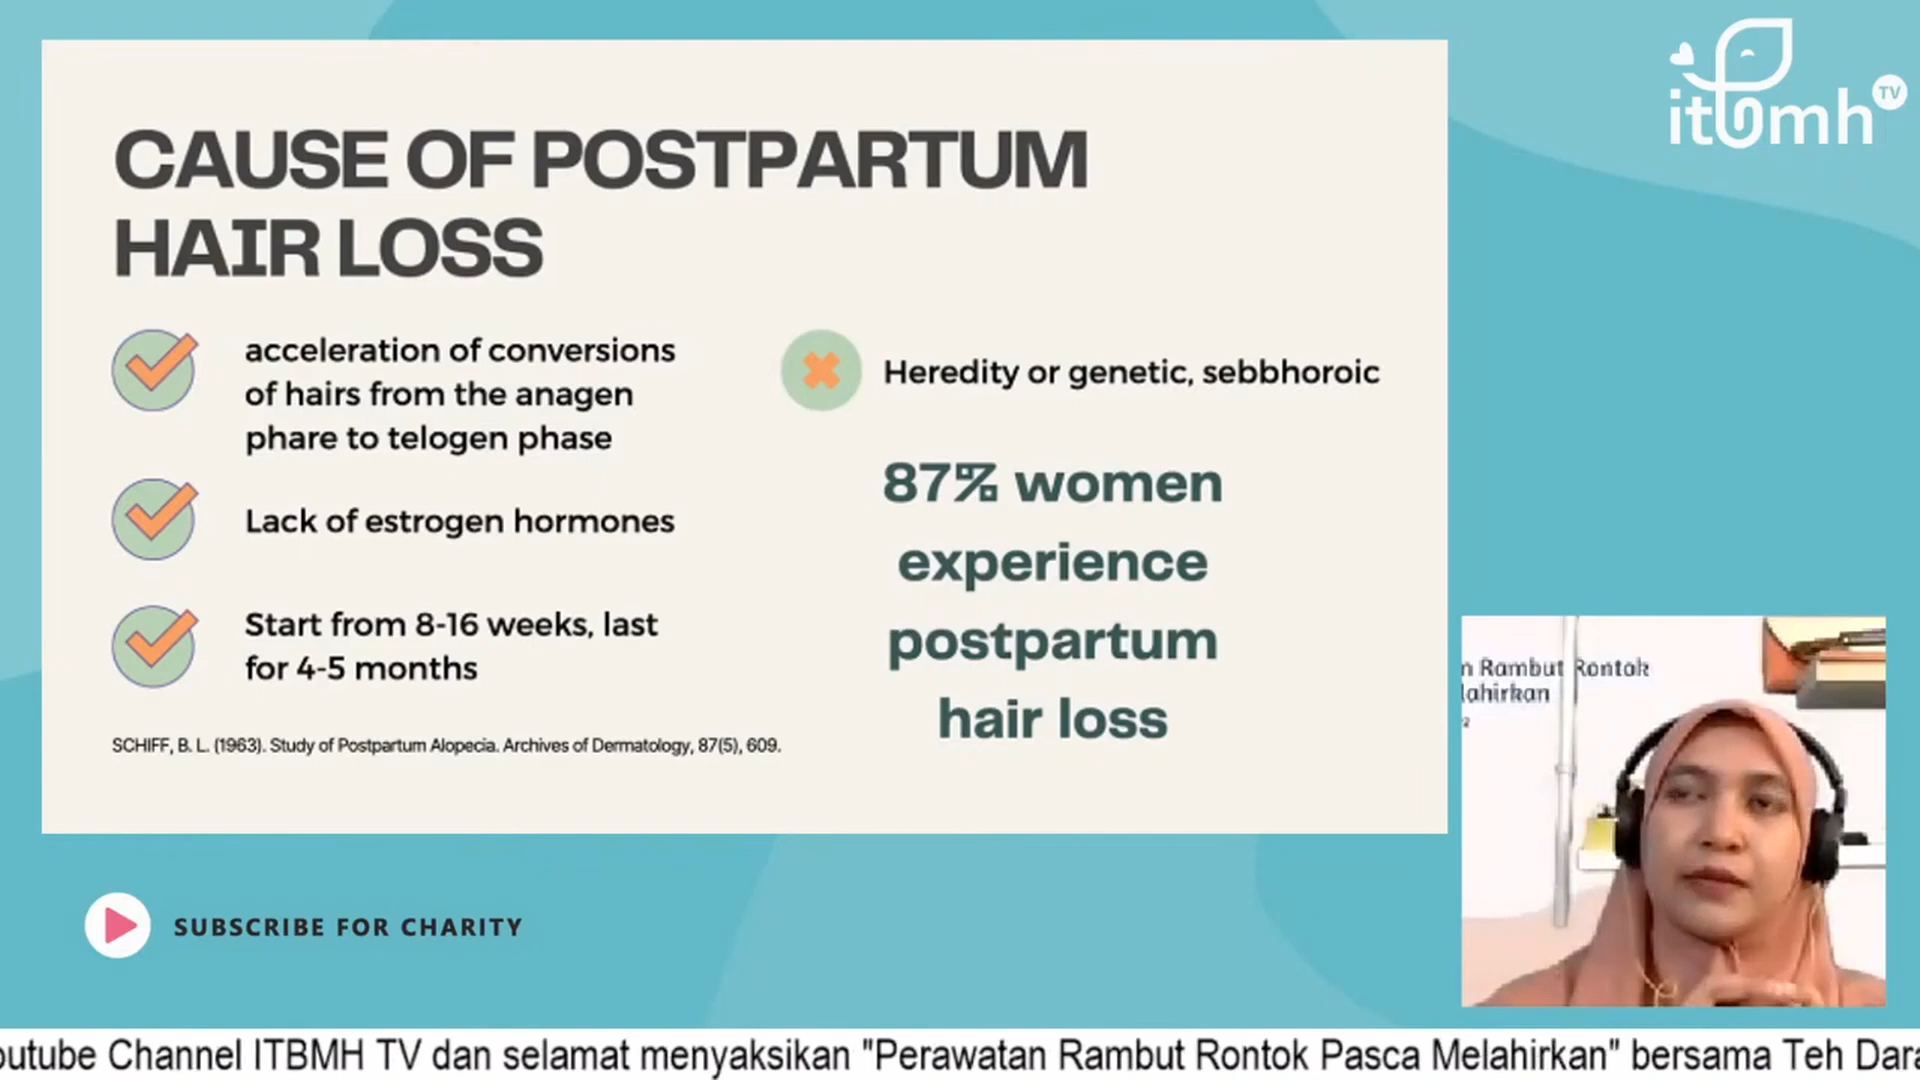 itbmh TV
CAUSE OF POSTPARTUM
HAIR LOSS
acceleration of conversions
of hairs from the anagen
phare to telogen phase
Lack of estrogen hormones
Start from 8-16 weeks, last
for 4-5 months
SCHIFF, B. L. (1963). Study of Postpartum Alopecia. Archives of Dermatology, 87(5), 609.
Heredity or genetic, sebbhoroic
87% women
experience
postpartum
hair loss
n Rambut Rontok
lahirkan
SUBSCRIBE FOR CHARITY
outube Channel ITBMH TV dan selamat menyaksikan "Perawatan Rambut Rontok Pasca Melahirkan" bersama Teh Dara